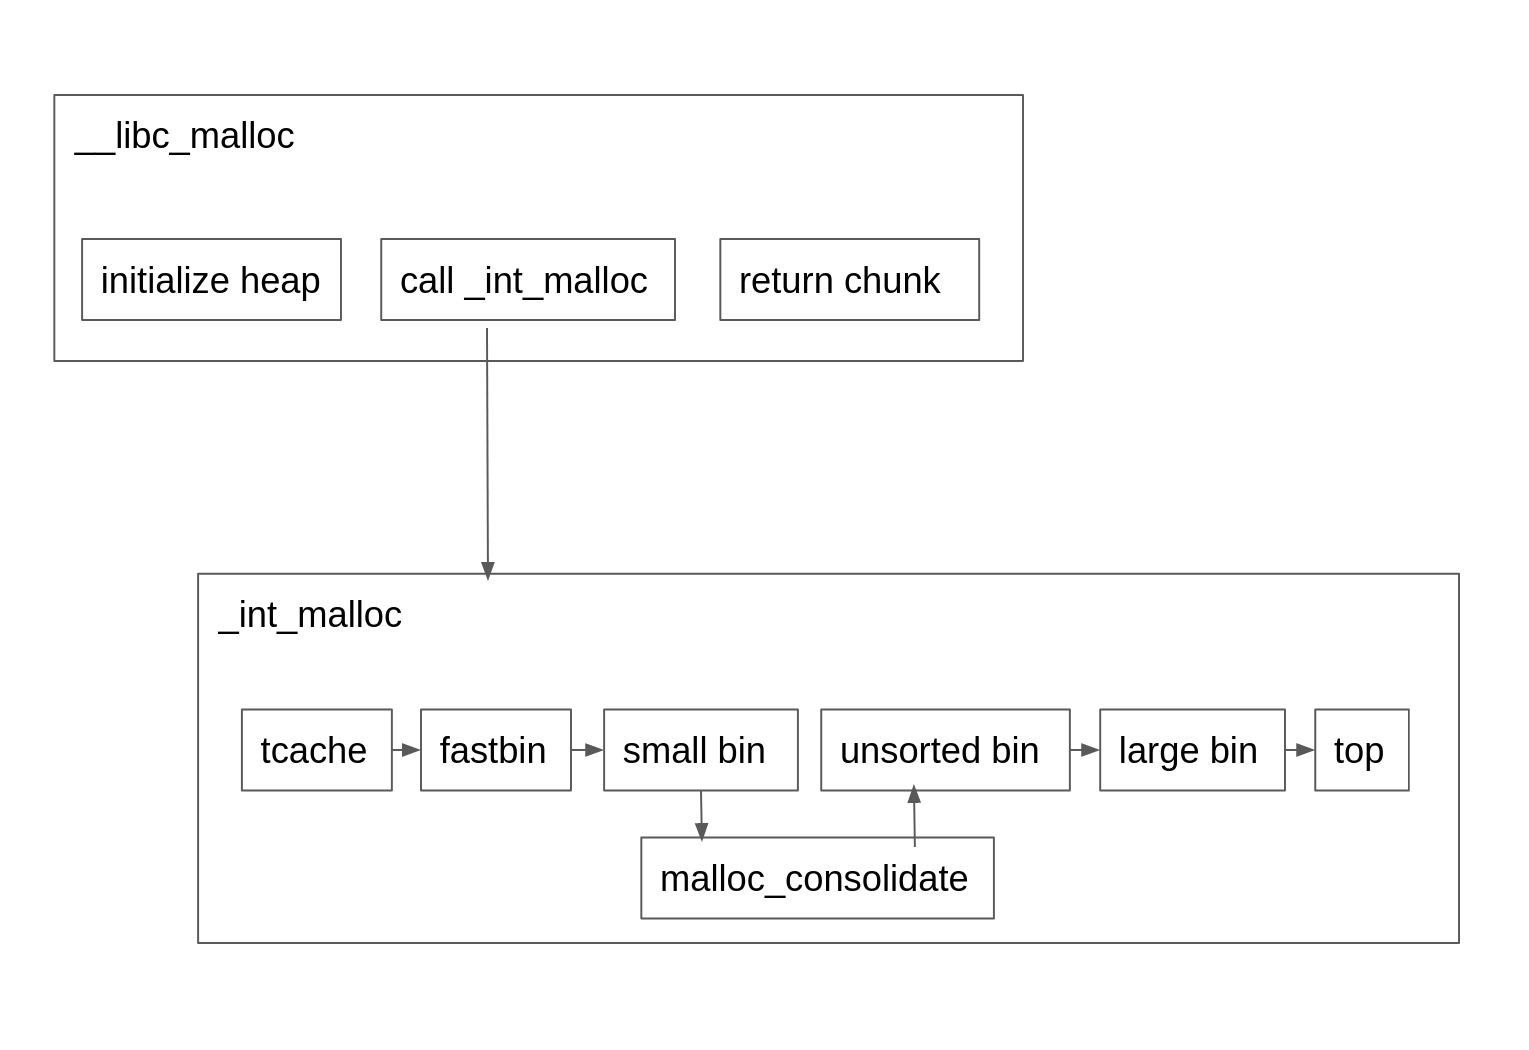 __libc_malloc
initialize heap
call _int_malloc
return chunk
_int_malloc
tcache
fastbin
small bin
unsorted bin
large bin
top
malloc_consolidate